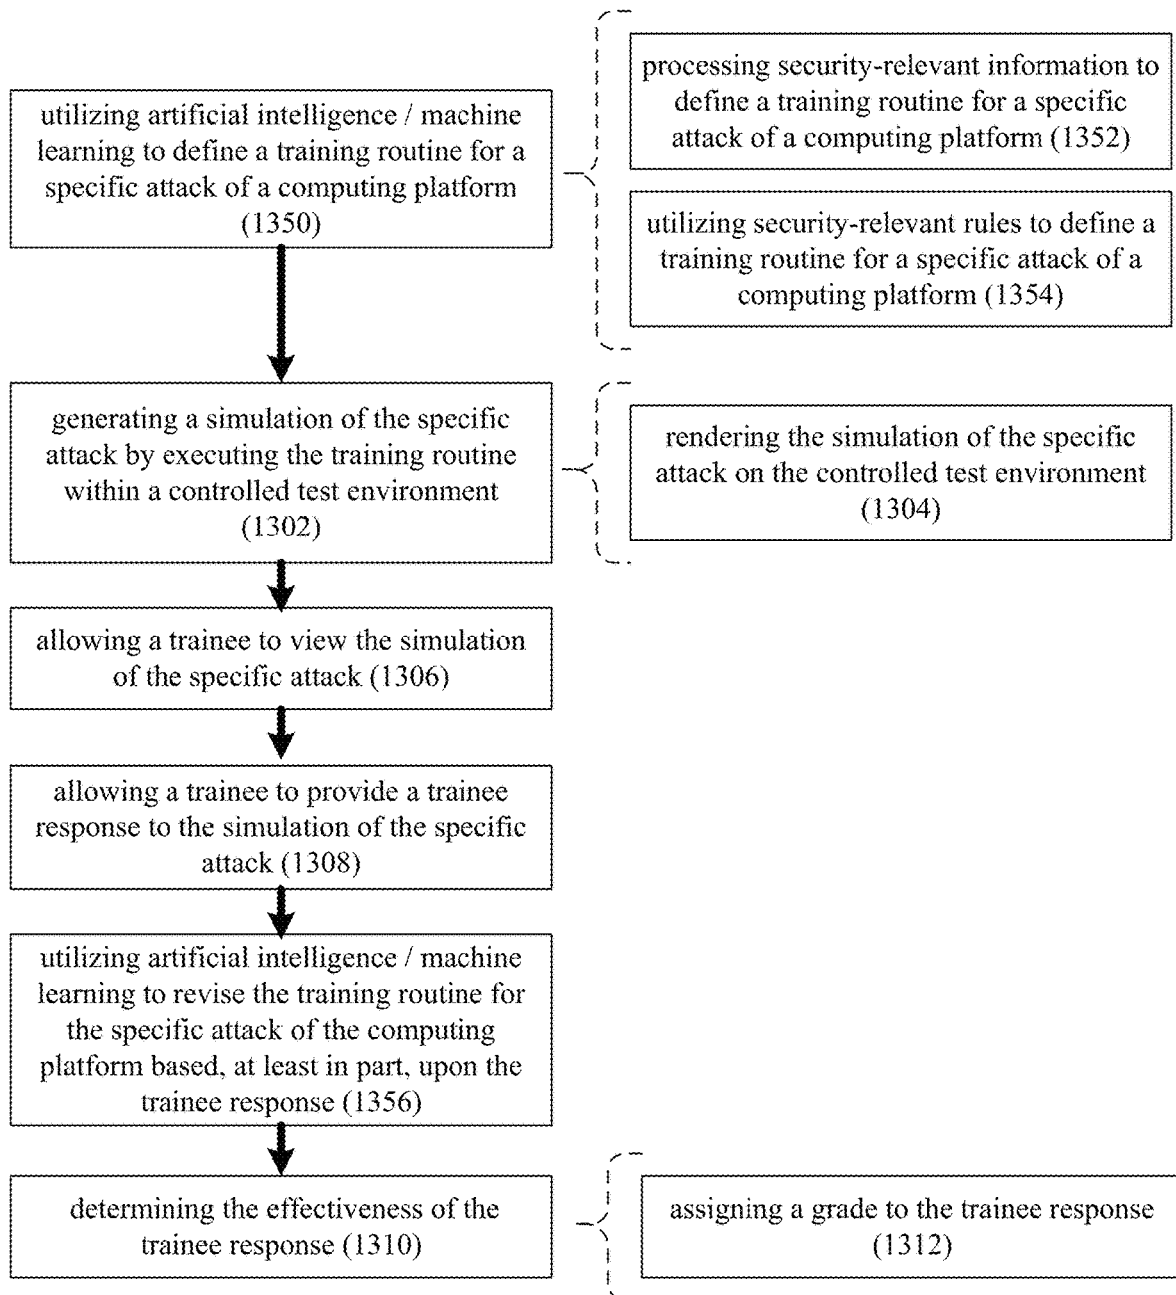 utilizing artificial intelligence / machine
learning to define a training routine for a
specific attack of a computing platform
(1350)
processing security-relevant information to
define a training routine for a specific
attack of a computing platform (1352)
utilizing security-relevant rules to define a
training routine for a specific attack of a
computing platform (1354)
generating a simulation of the specific
attack by executing the training routine
within a controlled test environment
(1302)
rendering the simulation of the specific
attack on the controlled test environment
(1304)
allowing a trainee to view the simulation
of the specific attack (1306)
allowing a trainee to provide a trainee
response to the simulation of the specific
attack (1308)
utilizing artificial intelligence / machine
learning to revise the training routine for
the specific attack of the computing
platform based, at least in part, upon the
trainee response (1356)
determining the effectiveness of the
trainee response (1310)
assigning a grade to the trainee response
(1312)